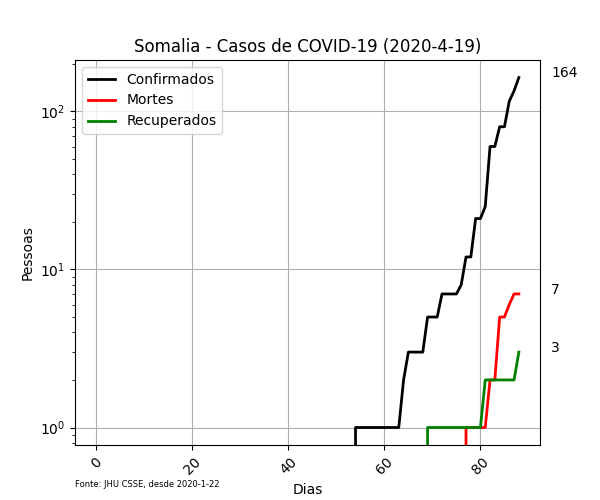 Somalia - Casos de COVID-19 (2020-4-19)
Confirmados
Mortes
Recuperados
164
7
3
10²
10¹
10⁰
Pessoas
0
20
40
60
80
Dias
Fonte: JHU CSSE, desde 2020-1-22